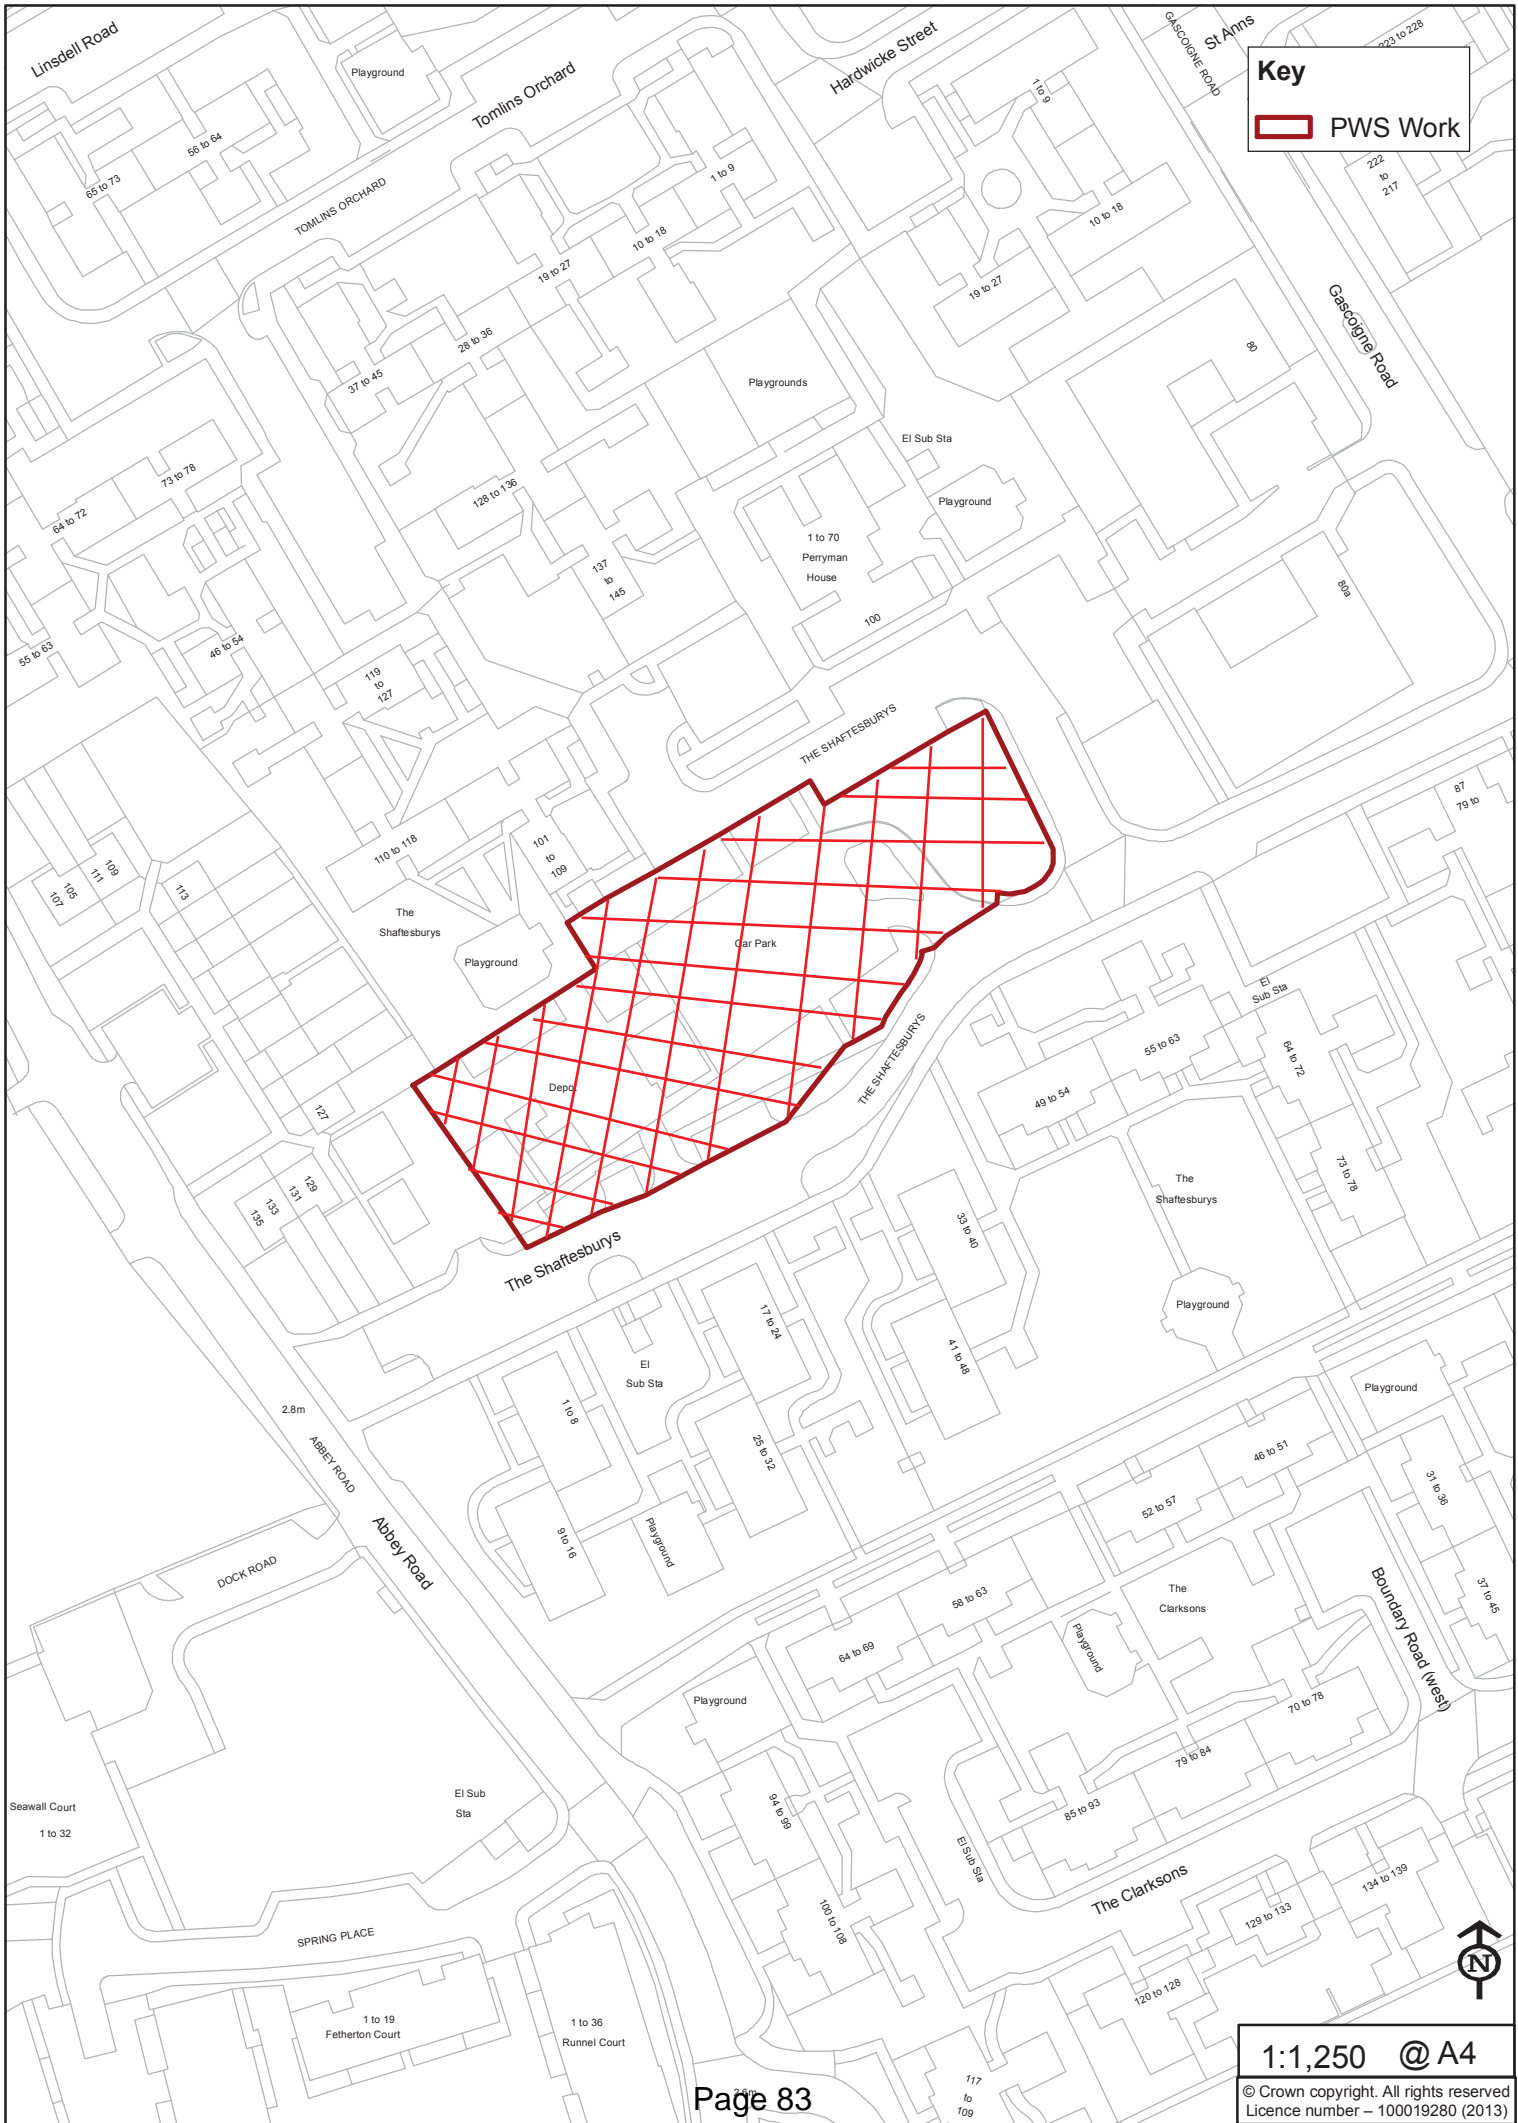 Linsdell Road
Playground
Tomlins Orchard
Hardwicke Street
GASCOIGNE ROAD
St Anns
223 to 228
Key
PWS Work
56 to 64
65 to 73
TOMLINS ORCHARD
1 to 9
1 to 9
10 to 18
10 to 18
19 to 27
19 to 27
222
to
217
28 to 36
37 to 45
Playgrounds
80
Gascoigne Road
El Sub Sta
Playground
73 to 78
64 to 72
128 to 136
1 to 70
Perryman
House
137
to
145
80a
100
55 to 63
46 to 54
119
to
127
THE SHAFTESBURYS
87
79 to
110 to 118
101
to
109
109
111
105
107
113
The
Shaftesburys
Playground
Car Park
El
Sub Sta
THE SHAFTESBURYS
55 to 63
64 to 72
49 to 54
Depot
127
129
131
133
135
The
Shaftesburys
73 to 78
33 to 40
The Shaftesburys
17 to 24
41 to 48
Playground
El
Sub Sta
1 to 8
25 to 32
Playground
2.8m
ABBEY ROAD
46 to 51
31 to 36
52 to 57
9 to 16
Playground
Abbey Road
DOCK ROAD
58 to 63
The
Clarksons
Boundary Road (west)
37 to 45
64 to 69
Playground
Playground
70 to 78
79 to 84
85 to 93
94 to 99
El Sub
Sta
Seawall Court
1 to 32
El Sub Sta
The Clarksons
134 to 139
129 to 133
100 to 108
SPRING PLACE
120 to 128
N
1 to 19
Fetherton Court
1 to 36
Runnel Court
117
to
109
2.6m
Page 83
1:1,250 @ A4
© Crown copyright. All rights reserved
Licence number – 100019280 (2013)